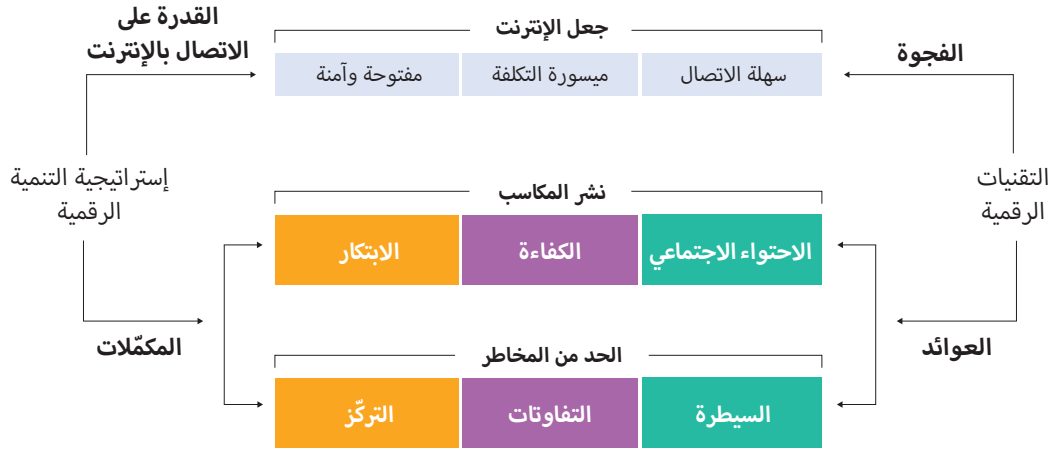 القدرة على
الاتصال بالإنترنت
جعل الإنترنت
الفجوة
سهلة الاتصال
ميسورة التكلفة
مفتوحة وآمنة
التقنيات
الرقمية
إستراتيجية التنمية
الرقمية
نشر المكاسب
الاحتواء الاجتماعي
الكفاءة
الابتكار
العوائد
المكمّلات
الحد من المخاطر
السيطرة
التفاوتات
التركّز